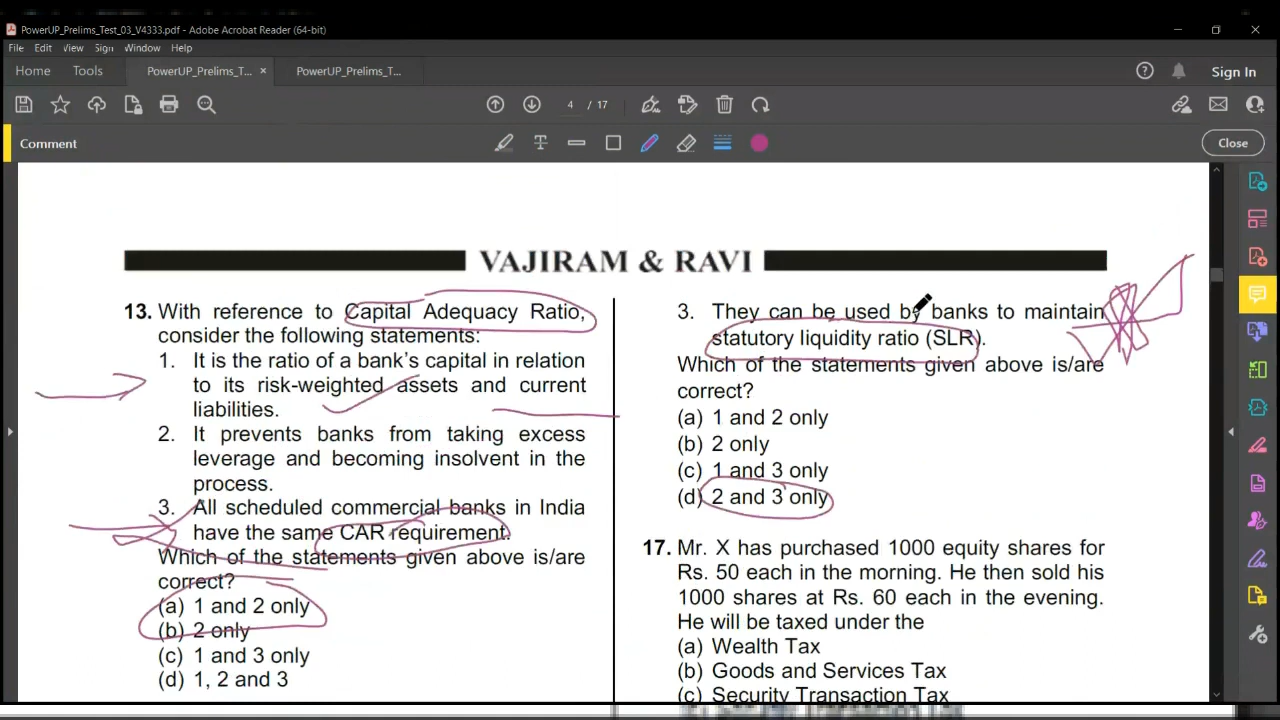 PowerUP_Prelims_Test_03_V4333.pdf - Adobe Acrobat Reader (64-bit)
File Edit View Sign Window Help
Home Tools PowerUP_Prelims_T... × PowerUP_Prelims_T... Sign In
4 / 17
Comment Close
VAJIRAM & RAVI
13. With reference to Capital Adequacy Ratio,
consider the following statements:
1. It is the ratio of a bank's capital in relation
to its risk-weighted assets and current
liabilities.
2. It prevents banks from taking excess
leverage and becoming insolvent in the
process.
3. All scheduled commercial banks in India
have the same CAR requirement.
Which of the statements given above is/are
correct?
(a) 1 and 2 only
(b) 2 only
(c) 1 and 3 only
(d) 1, 2 and 3
3. They can be used by banks to maintain
statutory liquidity ratio (SLR).
Which of the statements given above is/are
correct?
(a) 1 and 2 only
(b) 2 only
(c) 1 and 3 only
(d) 2 and 3 only
17. Mr. X has purchased 1000 equity shares for
Rs. 50 each in the morning. He then sold his
1000 shares at Rs. 60 each in the evening.
He will be taxed under the
(a) Wealth Tax
(b) Goods and Services Tax
(c) Security Transaction Tax